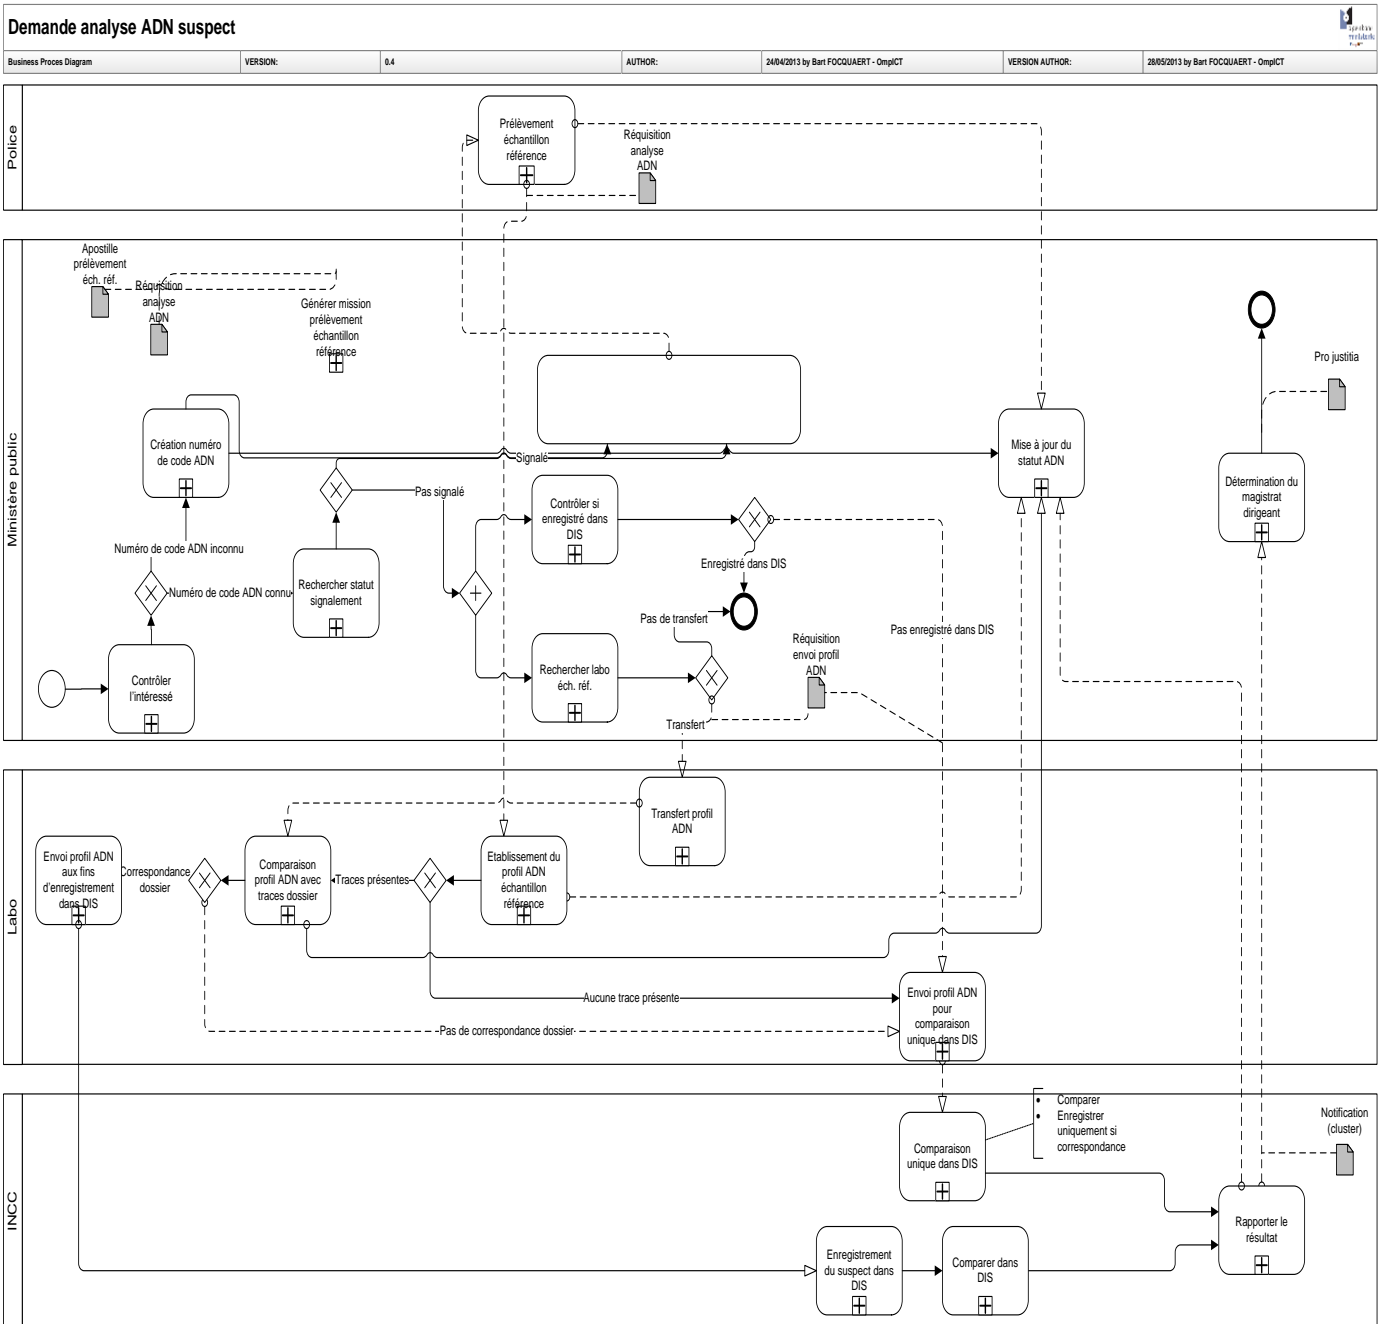 Demande analyse ADN suspect
Business Proces Diagram
VERSION:
0.4
AUTHOR:
24/04/2013 by Bart FOCQUAERT - OmpICT
VERSION AUTHOR:
28/05/2013 by Bart FOCQUAERT - OmpICT
Police
Prélèvement
échantillon
référence
Réquisition
analyse
ADN
Ministère public
Apostille
prélèvement
éch. réf.
Réquisition
analyse
ADN
Générer mission
prélèvement
échantillon
référence
Pro justitia
Création numéro
de code ADN
Signalé
Mise à jour du
statut ADN
Pas signalé
Contrôler si
enregistré dans
DIS
Détermination du
magistrat
dirigeant
Numéro de code ADN inconnu
Enregistré dans DIS
Numéro de code ADN connu
Rechercher statut
signalement
Pas de transfert
Pas enregistré dans DIS
Réquisition
envoi profil
ADN
Contrôler
l'intéressé
Rechercher labo
éch. réf.
Transfert
Labo
Transfert profil
ADN
Envoi profil ADN
aux fins
d'enregistrement
dans DIS
Correspondance
dossier
Comparaison
profil ADN avec
traces dossier
Traces présentes
Etablissement du
profil ADN
échantillon
référence
Aucune trace présente
Envoi profil ADN
pour
comparaison
unique dans DIS
Pas de correspondance dossier
INCC
• Comparer
• Enregistrer
uniquement si
correspondance
Notification
(cluster)
Comparaison
unique dans DIS
Rapporter le
résultat
Enregistrement
du suspect dans
DIS
Comparer dans
DIS